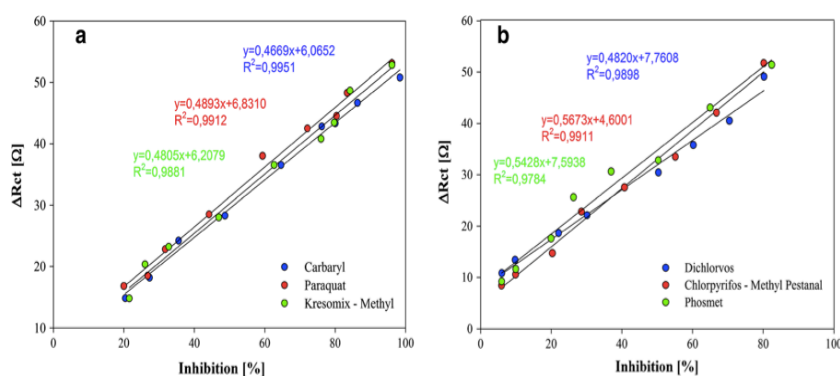 a
y=0,4669x+6,0652
R²=0,9951
y=0,4893x+6,8310
R²=0,9912
y=0,4805x+6,2079
R²=0,9881
ΔRct [Ω]
60
50
40
30
20
10
0
20
40
60
80
100
Inhibition [%]
Carbaryl
Paraquat
Kresomix - Methyl
b
y=0,4820x+7,7608
R²=0,9898
y=0,5673x+4,6001
R²=0,9911
y=0,5428x+7,5938
R²=0,9784
ΔRct [Ω]
60
50
40
30
20
10
0
0
20
40
60
80
100
Inhibition [%]
Dichlorvos
Chlorpyrifos - Methyl Pestanal
Phosmet